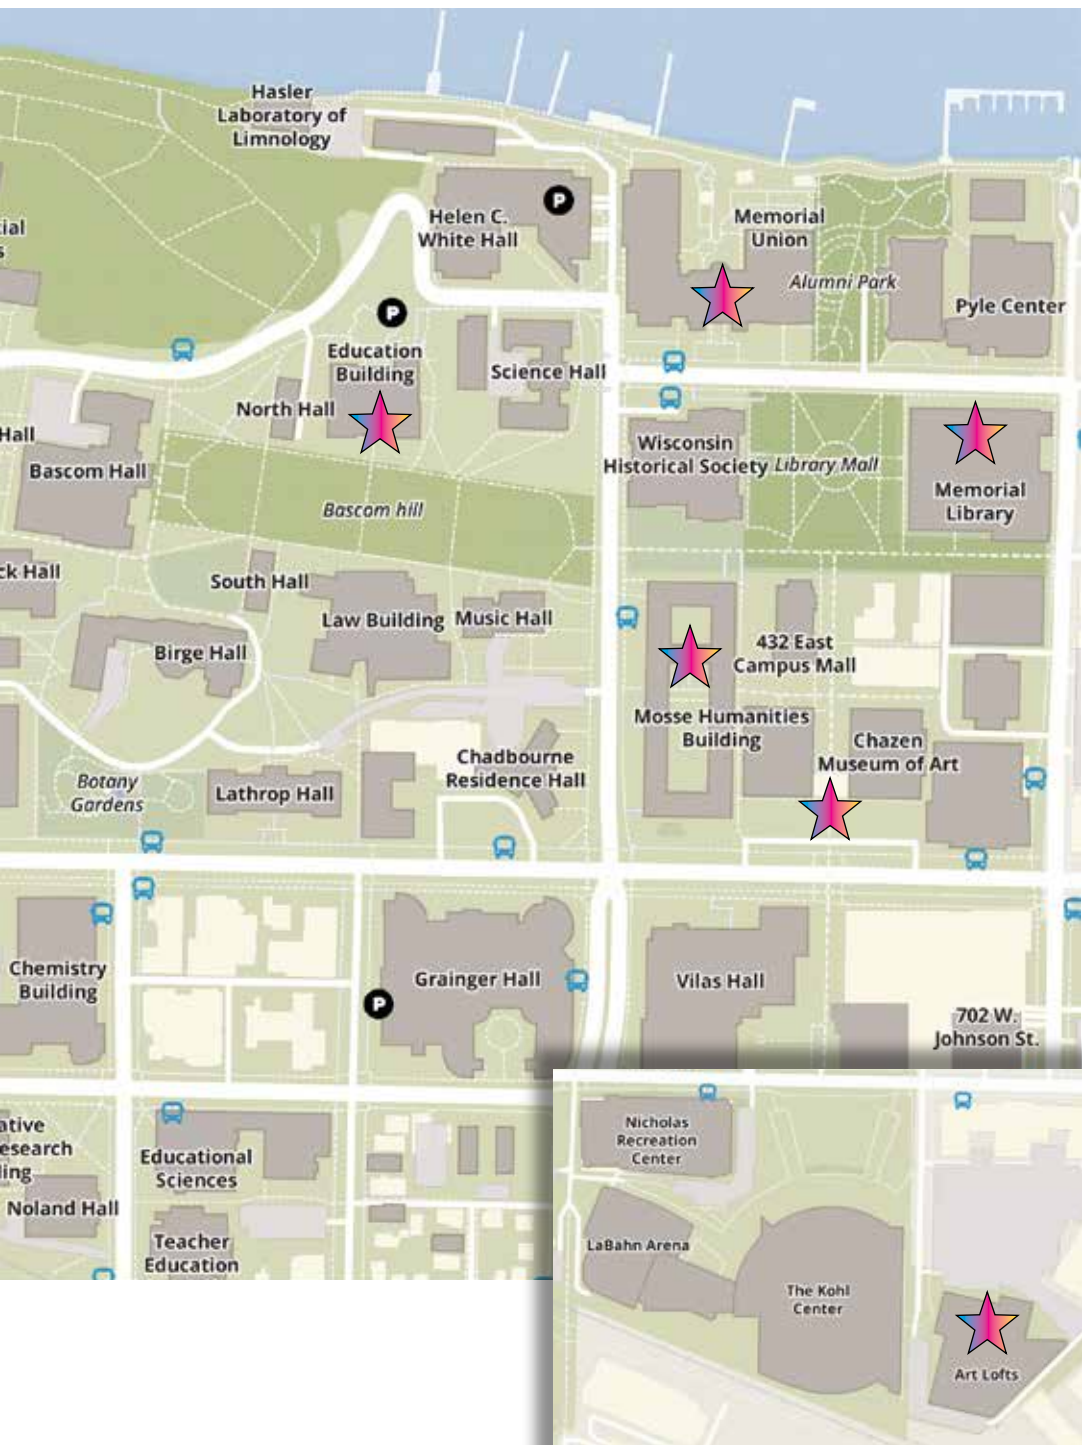 Hasler
Laboratory of
Limnology
Helen C.
White Hall
P
Memorial
Union
Alumni Park
Pyle Center
P
Education
Building
Science Hall
North Hall
Hall
Bascom Hall
Wisconsin
Historical Society
Library Mall
Memorial
Library
Bascom hill
ck Hall
South Hall
Law Building
Music Hall
Birge Hall
432 East
Campus Mall
Mosse Humanities
Building
Chazen
Museum of Art
Chadbourne
Residence Hall
Botany
Gardens
Lathrop Hall
Chemistry
Building
Grainger Hall
P
Vilas Hall
702 W.
Johnson St.
ative
esearch
ling
Noland Hall
Educational
Sciences
Teacher
Education
Nicholas
Recreation
Center
LaBahn Arena
The Kohl
Center
Art Lofts